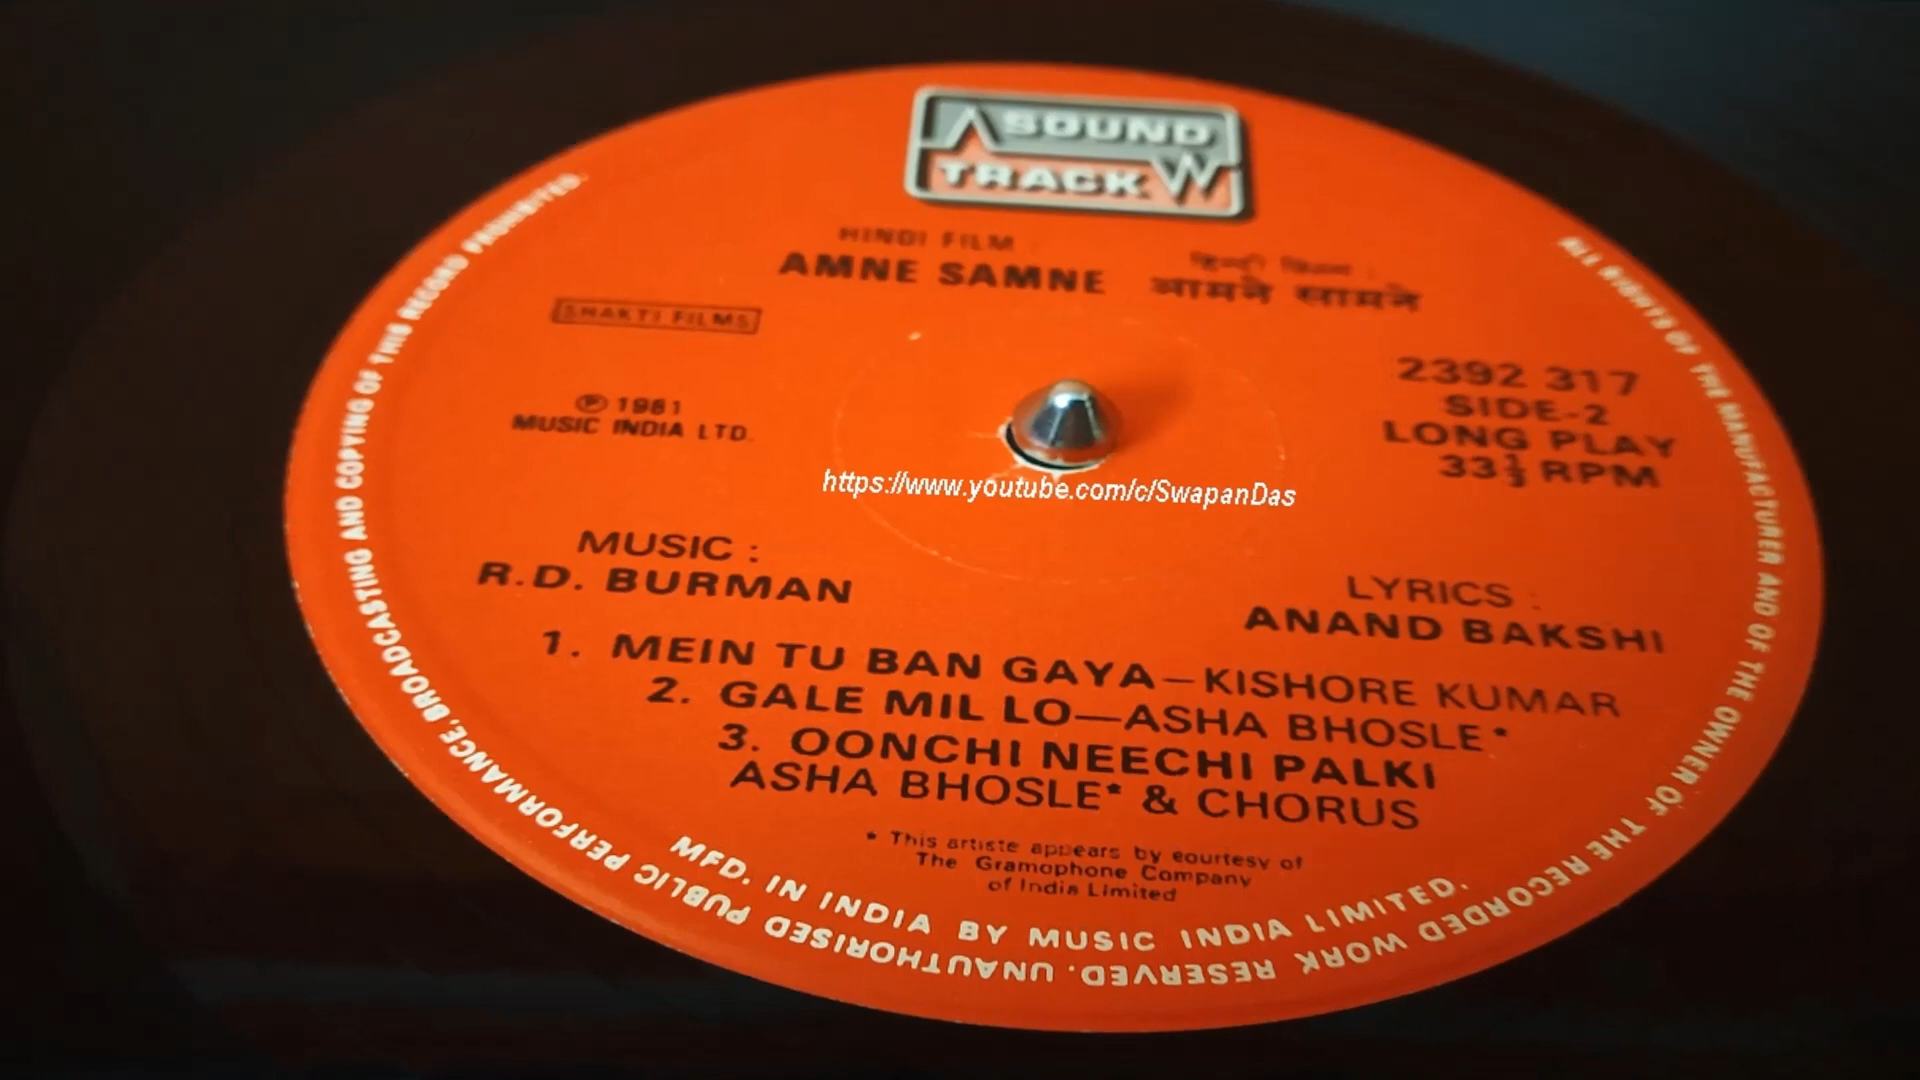 SOUND
TRACK
HINDI FILM :
AMNE SAMNE
हिन्दी फिल्म :
आमने सामने
SHAKTI FILMS
2392 317
SIDE-2
LONG PLAY
33⅓ RPM
Ⓟ 1981
MUSIC INDIA LTD.
https://www.youtube.com/c/SwapanDas
MUSIC :
R.D. BURMAN
LYRICS :
ANAND BAKSHI
1. MEIN TU BAN GAYA—KISHORE KUMAR
2. GALE MIL LO—ASHA BHOSLE*
3. OONCHI NEECHI PALKI
ASHA BHOSLE* & CHORUS
* This artiste appears by courtesy of
The Gramophone Company
of India Limited
MFD. IN INDIA BY MUSIC INDIA LIMITED.
ALL RIGHTS OF THE MANUFACTURER AND OF THE OWNER OF THE RECORDED WORK RESERVED. UNAUTHORISED PUBLIC PERFORMANCE, BROADCASTING AND COPYING OF THIS RECORD PROHIBITED.